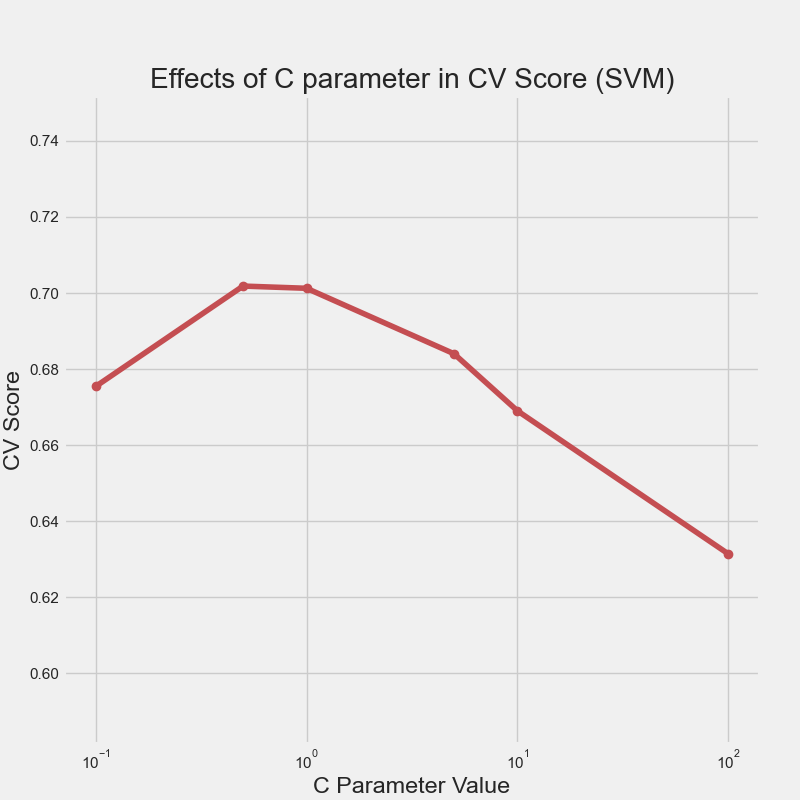 Effects of C parameter in CV Score (SVM)
0.74
0.72
0.70
0.68
0.66
0.64
0.62
0.60
CV Score
10⁻¹ 10⁰ 10¹ 10²
C Parameter Value